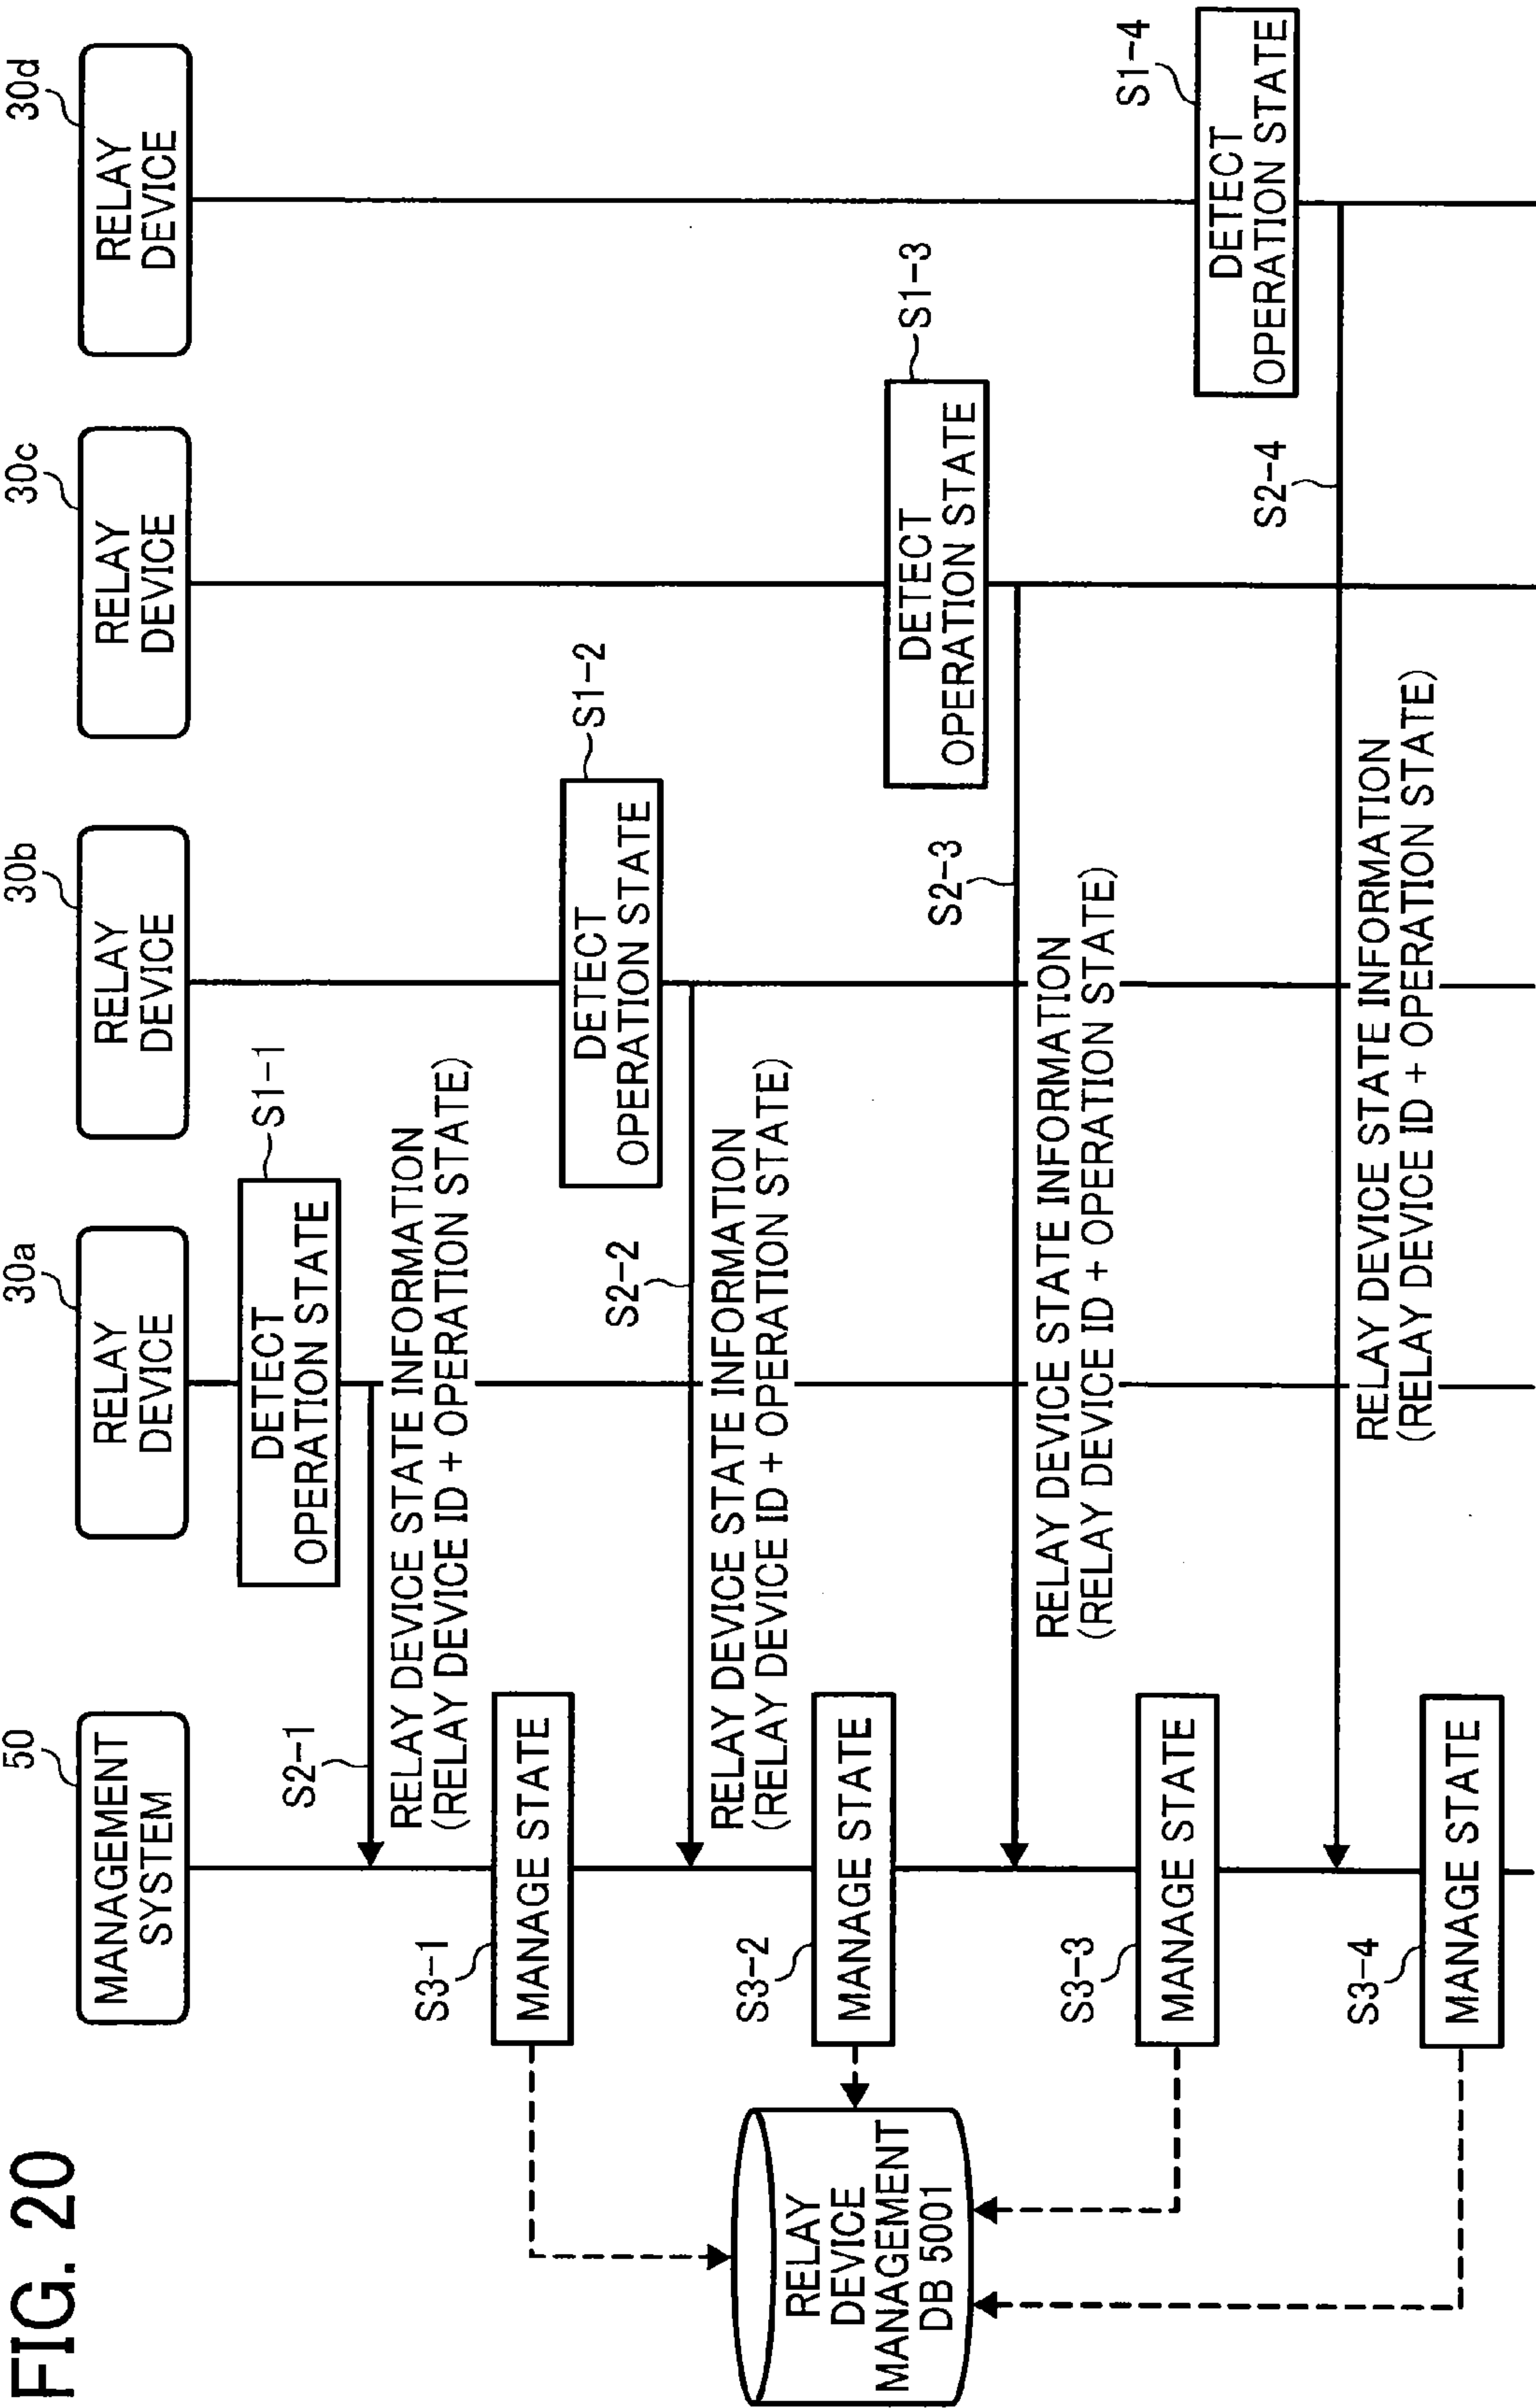 FIG. 20
50
MANAGEMENT
SYSTEM
30a
RELAY
DEVICE
30b
RELAY
DEVICE
30c
RELAY
DEVICE
30d
RELAY
DEVICE
DETECT
OPERATION STATE
S1-1
S2-1
RELAY DEVICE STATE INFORMATION
(RELAY DEVICE ID + OPERATION STATE)
S3-1
MANAGE STATE
DETECT
OPERATION STATE
S1-2
S2-2
RELAY DEVICE STATE INFORMATION
(RELAY DEVICE ID + OPERATION STATE)
S3-2
MANAGE STATE
RELAY
DEVICE
MANAGEMENT
DB 5001
DETECT
OPERATION STATE
S1-3
S2-3
RELAY DEVICE STATE INFORMATION
(RELAY DEVICE ID + OPERATION STATE)
S3-3
MANAGE STATE
DETECT
OPERATION STATE
S1-4
S2-4
RELAY DEVICE STATE INFORMATION
(RELAY DEVICE ID + OPERATION STATE)
S3-4
MANAGE STATE